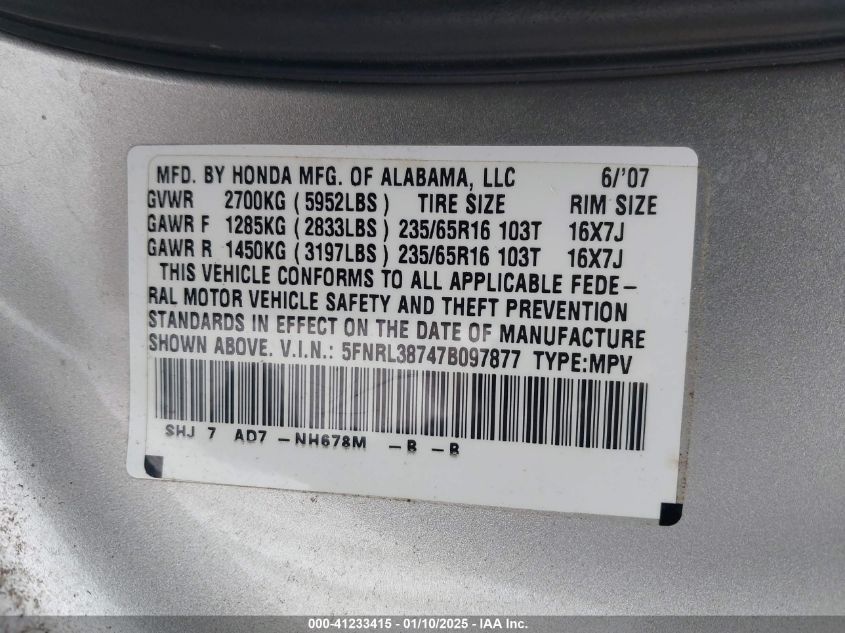 MFD. BY HONDA MFG. OF ALABAMA, LLC 6/'07
GVWR 2700KG ( 5952LBS ) TIRE SIZE RIM SIZE
GAWR F 1285KG ( 2833LBS ) 235/65R16 103T 16X7J
GAWR R 1450KG ( 3197LBS ) 235/65R16 103T 16X7J
THIS VEHICLE CONFORMS TO ALL APPLICABLE FEDE-
RAL MOTOR VEHICLE SAFETY AND THEFT PREVENTION
STANDARDS IN EFFECT ON THE DATE OF MANUFACTURE
SHOWN ABOVE. V.I.N.: 5FNRL38747B097877 TYPE:MPV
SHJ 7 AD7 -NH678M -B -B
000-41233415 - 01/10/2025 - IAA Inc.